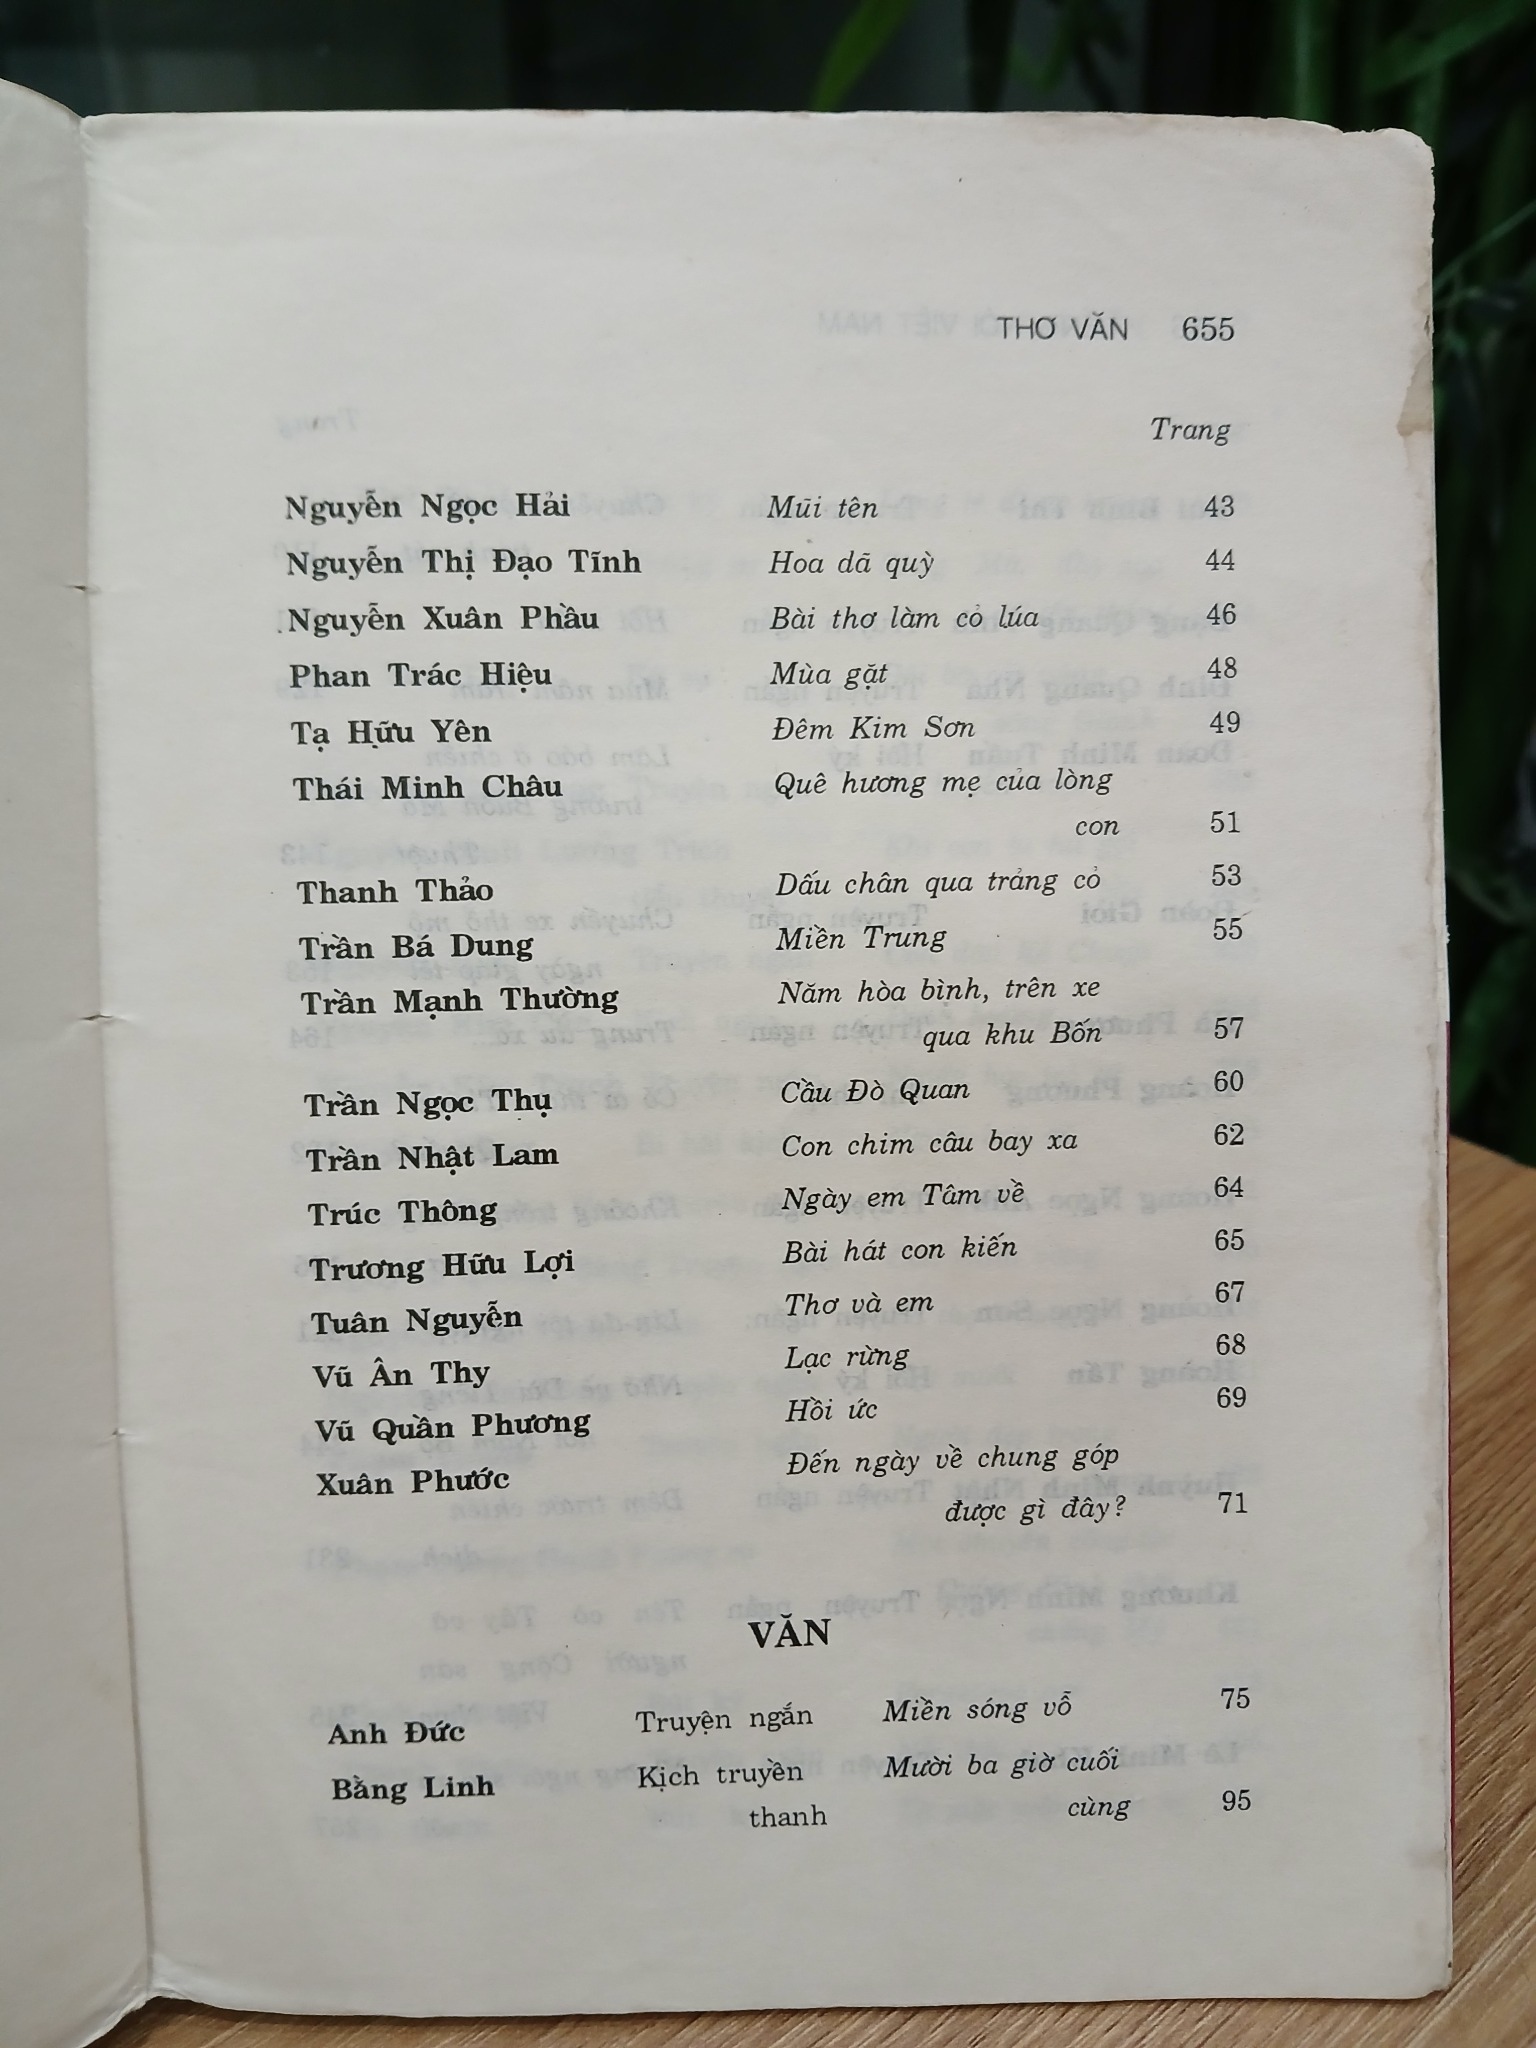 THƠ VĂN 655
Trang
Nguyễn Ngọc Hải Mũi tên 43
Nguyễn Thị Đạo Tĩnh Hoa dã quỳ 44
Nguyễn Xuân Phầu Bài thơ làm cỏ lúa 46
Phan Trác Hiệu Mùa gặt 48
Tạ Hữu Yên Đêm Kim Sơn 49
Thái Minh Châu Quê hương mẹ của lòng
con 51
Thanh Thảo Dấu chân qua trảng cỏ 53
Trần Bá Dung Miền Trung 55
Trần Mạnh Thường Năm hòa bình, trên xe
qua khu Bốn 57
Trần Ngọc Thụ Cầu Đò Quan 60
Trần Nhật Lam Con chim câu bay xa 62
Trúc Thông Ngày em Tâm về 64
Trương Hữu Lợi Bài hát con kiến 65
Tuân Nguyễn Thơ và em 67
Vũ Ân Thy Lạc rừng 68
Vũ Quần Phương Hồi ức 69
Xuân Phước Đến ngày về chung góp
được gì đây? 71
VĂN
Anh Đức Truyện ngắn Miền sóng vỗ 75
Bằng Linh Kịch truyền Mười ba giờ cuối
thanh cùng 95